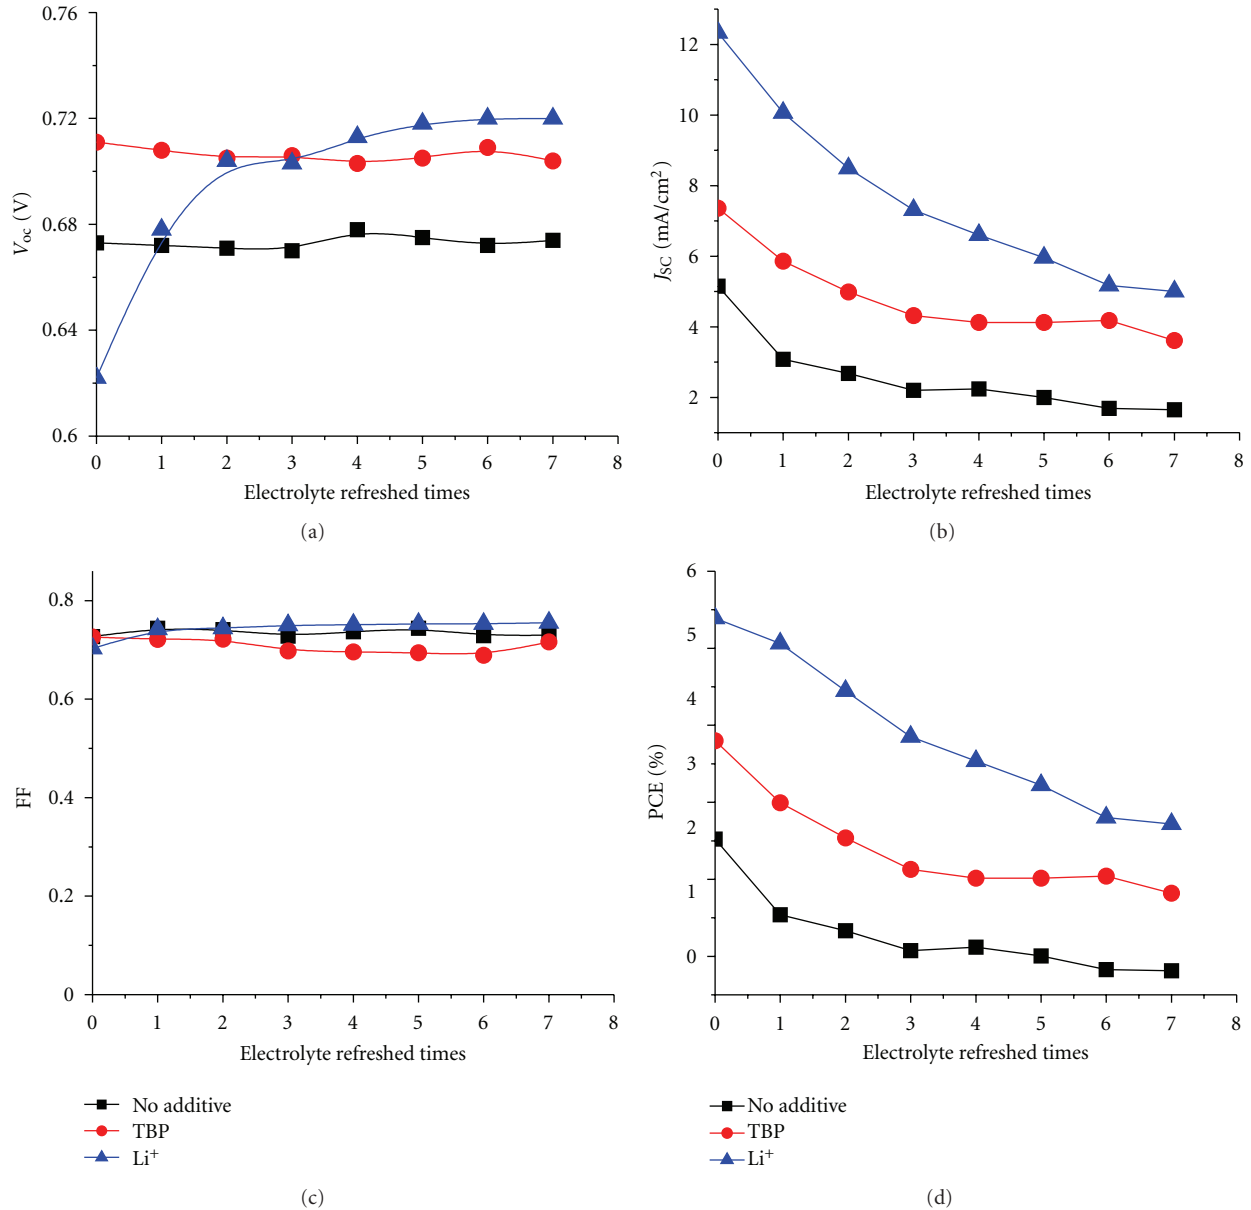 0.76
0.72
0.68
0.64
0.6
V_oc (V)
0 1 2 3 4 5 6 7 8
Electrolyte refreshed times
(a)
12
10
8
6
4
2
J_SC (mA/cm²)
0 1 2 3 4 5 6 7 8
Electrolyte refreshed times
(b)
0.8
0.6
0.4
0.2
0
FF
0 1 2 3 4 5 6 7 8
Electrolyte refreshed times
No additive
TBP
Li⁺
(c)
6
5
4
3
2
1
0
PCE (%)
0 1 2 3 4 5 6 7 8
Electrolyte refreshed times
No additive
TBP
Li⁺
(d)